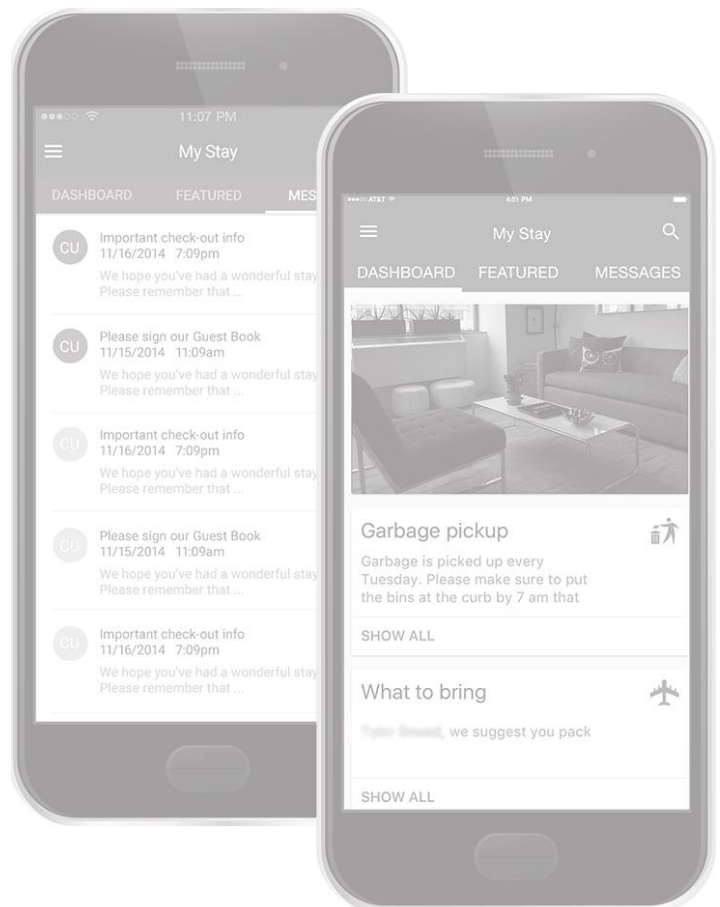 11:07 PM
My Stay
DASHBOARD FEATURED MES
CU
Important check-out info
11/16/2014 7:09pm
We hope you've had a wonderful stay
Please remember that ...
CU
Please sign our Guest Book
11/15/2014 11:09am
We hope you've had a wonderful stay
Please remember that ...
CU
Important check-out info
11/16/2014 7:09pm
We hope you've had a wonderful stay
Please remember that ...
CU
Please sign our Guest Book
11/15/2014 11:09am
We hope you've had a wonderful stay
Please remember that ...
CU
Important check-out info
11/16/2014 7:09pm
We hope you've had a wonderful stay
Please remember that ...
AT&T 4:51 PM
My Stay
DASHBOARD FEATURED MESSAGES
Garbage pickup
Garbage is picked up every
Tuesday. Please make sure to put
the bins at the curb by 7 am that
SHOW ALL
What to bring
we suggest you pack
SHOW ALL